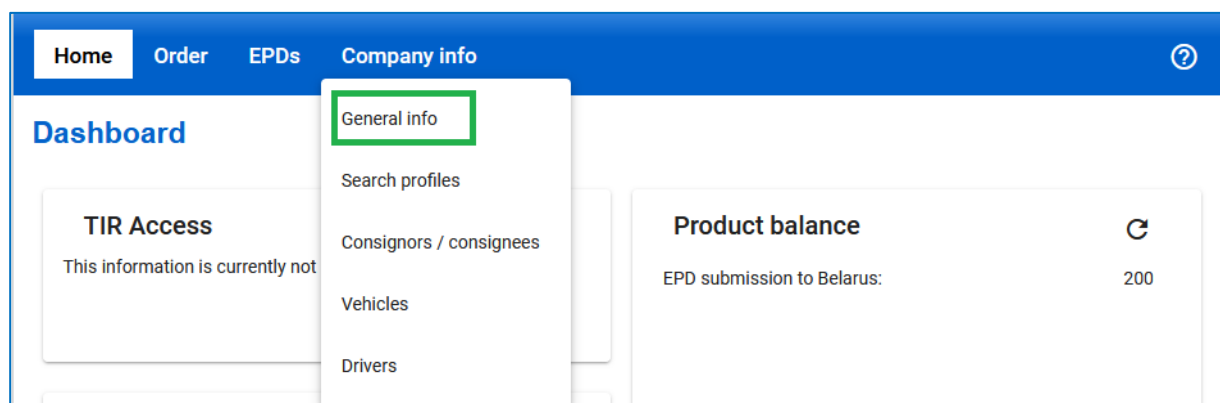 Home Order EPDs Company info
General info
Dashboard
Search profiles
TIR Access
Consignors / consignees
This information is currently not
Vehicles
Drivers
Product balance
EPD submission to Belarus: 200